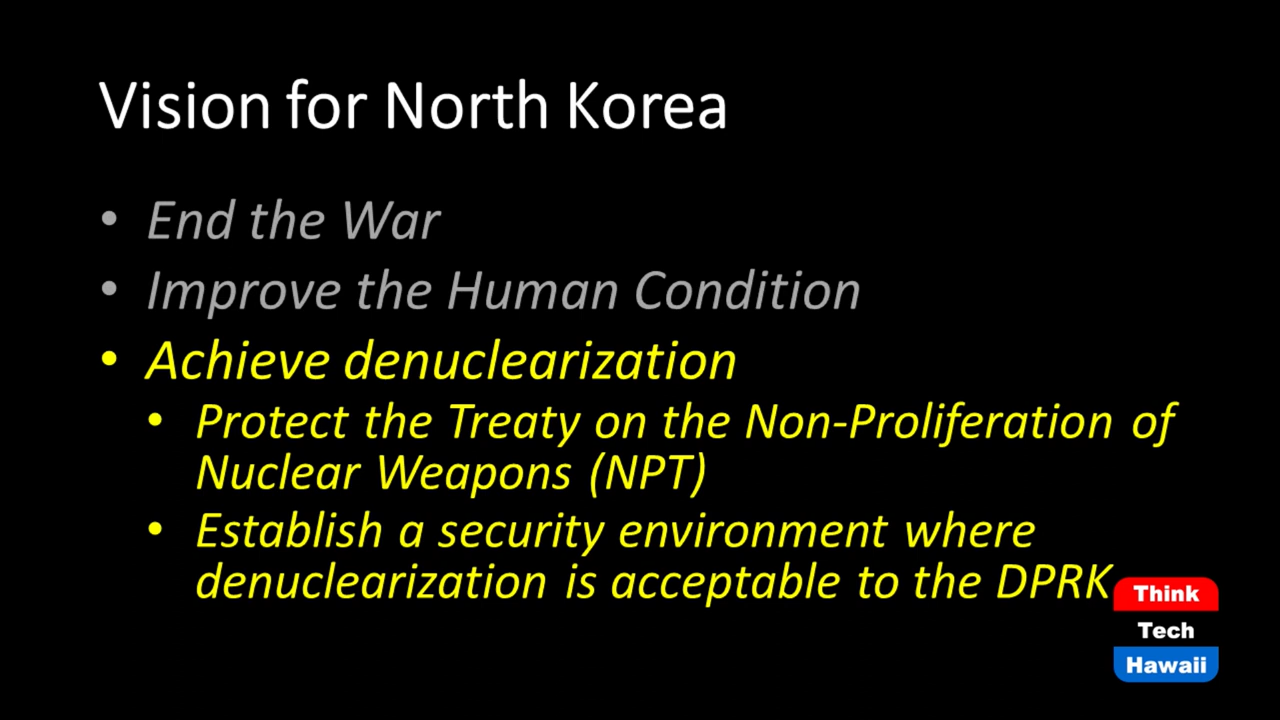 Vision for North Korea
• End the War
• Improve the Human Condition
• Achieve denuclearization
• Protect the Treaty on the Non-Proliferation of
Nuclear Weapons (NPT)
• Establish a security environment where
denuclearization is acceptable to the DPRK
Think
Tech
Hawaii